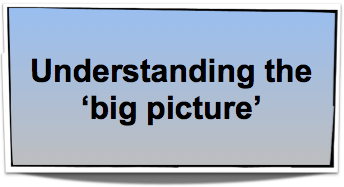 Understanding the
‘big picture’